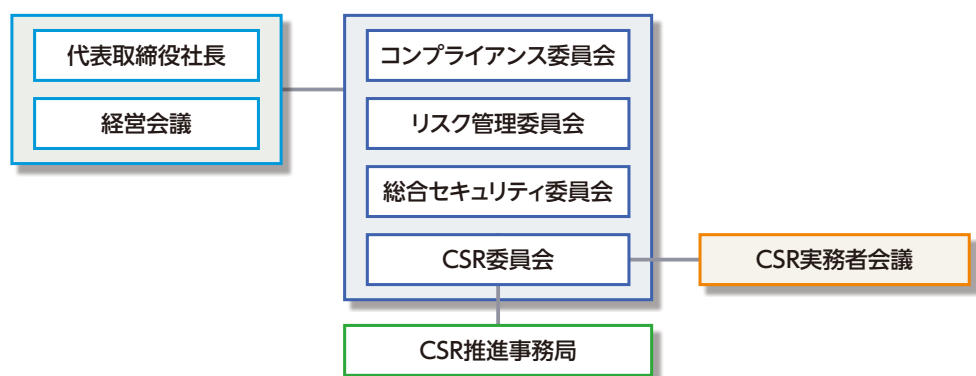 代表取締役社長
経営会議
コンプライアンス委員会
リスク管理委員会
総合セキュリティ委員会
CSR委員会
CSR実務者会議
CSR推進事務局